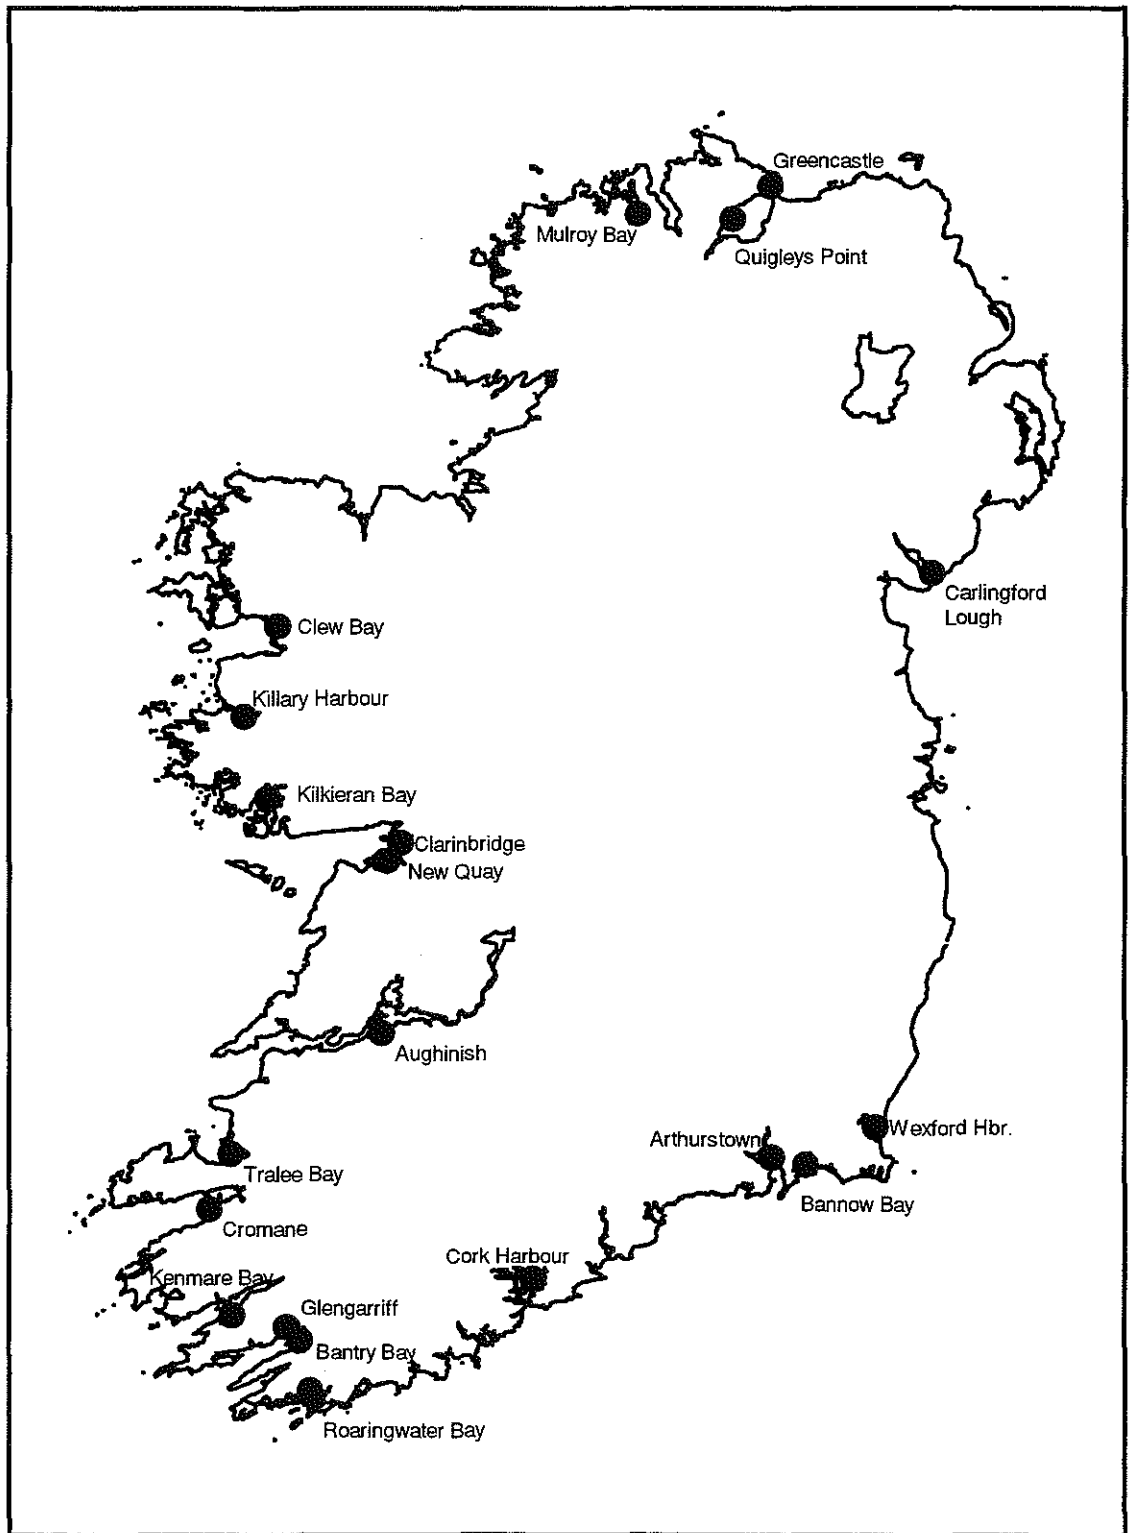 Greencastle
Mulroy Bay
Quigleys Point
Carlingford
Lough
Clew Bay
Killary Harbour
Kilkieran Bay
Clarinbridge
New Quay
Aughinish
Wexford Hbr.
Arthurstown
Tralee Bay
Bannow Bay
Cromane
Cork Harbour
Kenmare Bay
Glengarriff
Bantry Bay
Roaringwater Bay